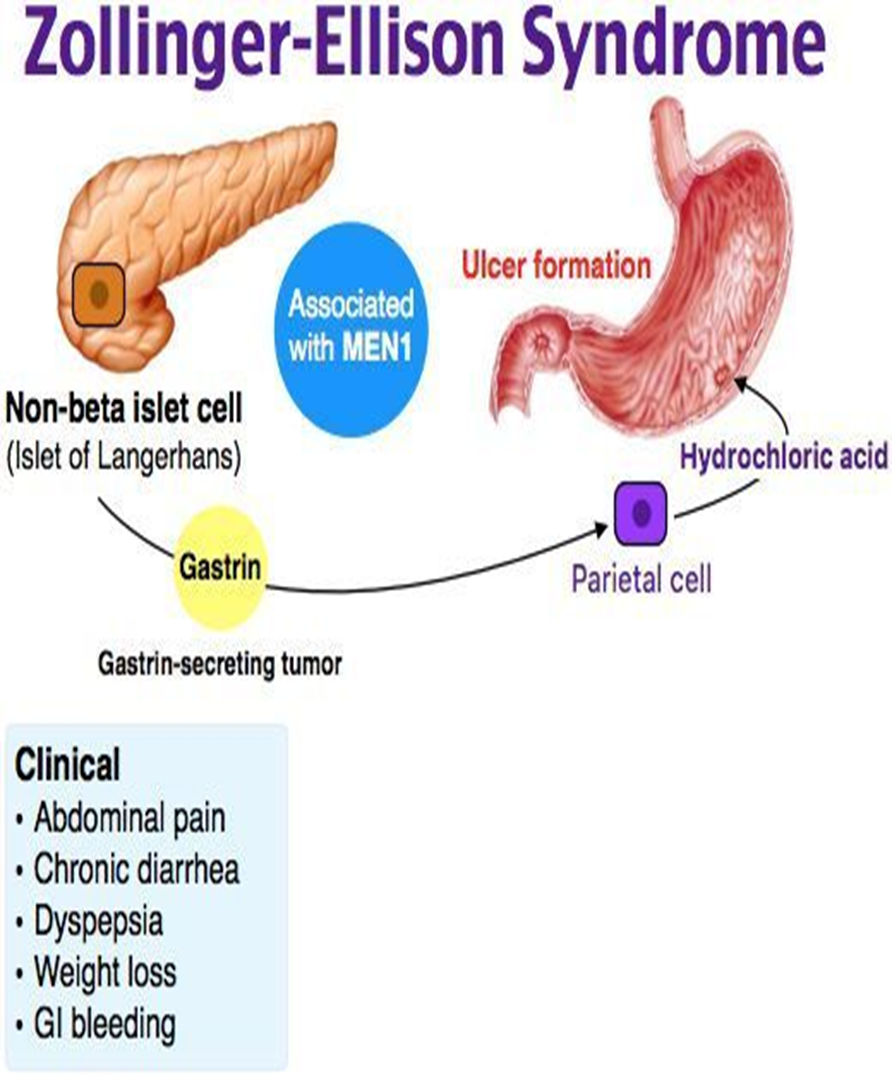 Zollinger-Ellison Syndrome
Associated
with MEN1
Ulcer formation
Non-beta islet cell
(Islet of Langerhans)
Hydrochloric acid
Gastrin
Parietal cell
Gastrin-secreting tumor
Clinical
• Abdominal pain
• Chronic diarrhea
• Dyspepsia
• Weight loss
• GI bleeding